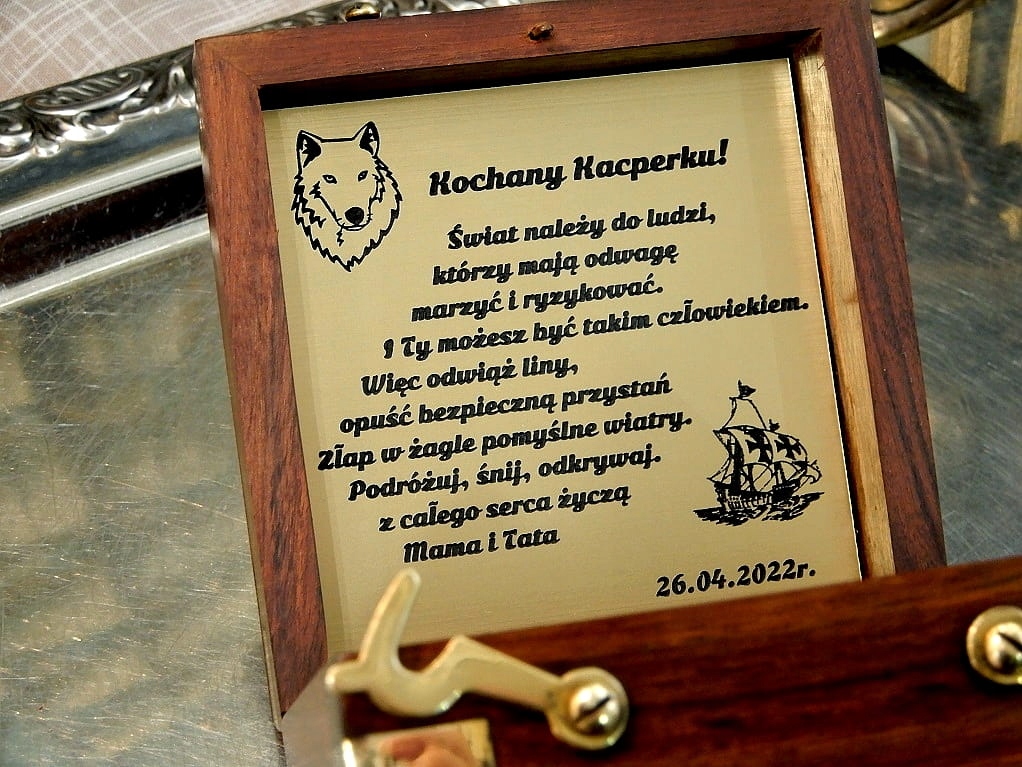 Kochany Kacperku!
Świat należy do ludzi,
którzy mają odwagę
marzyć i ryzykować.
I Ty możesz być takim człowiekiem.
Więc odwiąż liny,
opuść bezpieczną przystań
Złap w żagle pomyślne wiatry.
Podróżuj, śnij, odkrywaj.
z całego serca życzą
Mama i Tata
26.04.2022r.